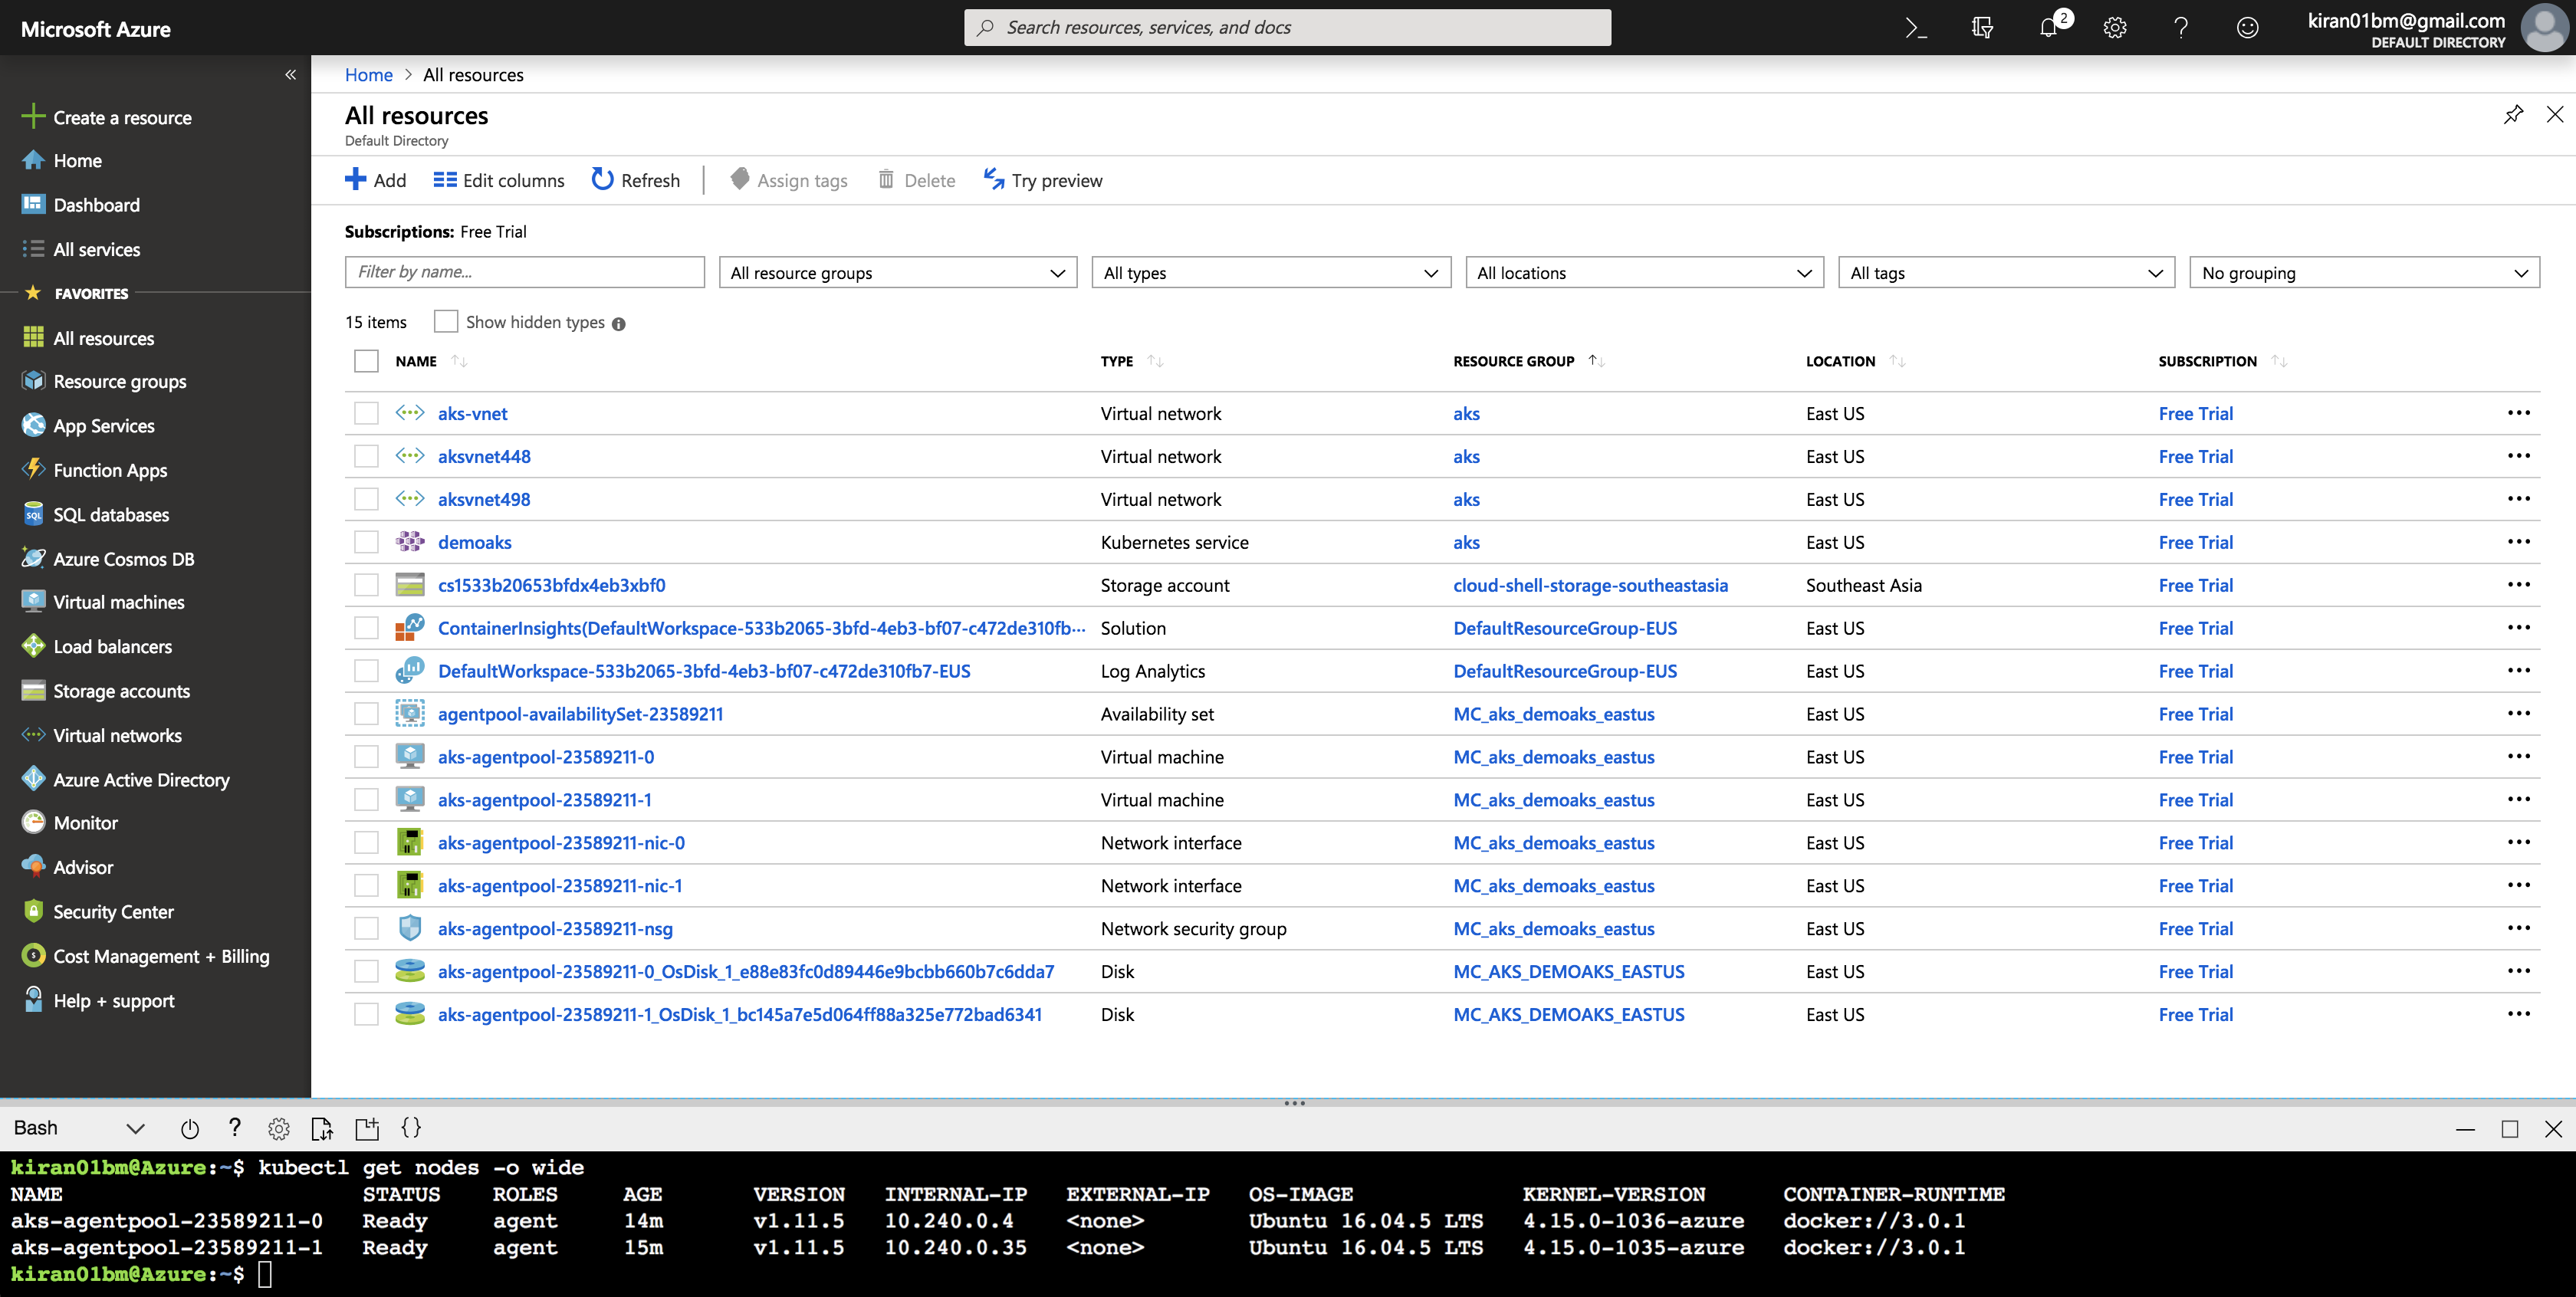 Microsoft Azure
Search resources, services, and docs
2
kiran01bm@gmail.com
DEFAULT DIRECTORY
«
Create a resource
Home
Dashboard
All services
FAVORITES
All resources
Resource groups
App Services
Function Apps
SQL databases
Azure Cosmos DB
Virtual machines
Load balancers
Storage accounts
Virtual networks
Azure Active Directory
Monitor
Advisor
Security Center
Cost Management + Billing
Help + support
Home > All resources
All resources
Default Directory
Add Edit columns Refresh Assign tags Delete Try preview
Subscriptions: Free Trial
Filter by name... All resource groups All types All locations All tags No grouping
15 items Show hidden types
NAME TYPE RESOURCE GROUP LOCATION SUBSCRIPTION
aks-vnet Virtual network aks East US Free Trial
aksvnet448 Virtual network aks East US Free Trial
aksvnet498 Virtual network aks East US Free Trial
demoaks Kubernetes service aks East US Free Trial
cs1533b20653bfdx4eb3xbf0 Storage account cloud-shell-storage-southeastasia Southeast Asia Free Trial
ContainerInsights(DefaultWorkspace-533b2065-3bfd-4eb3-bf07-c472de310fb··· Solution DefaultResourceGroup-EUS East US Free Trial
DefaultWorkspace-533b2065-3bfd-4eb3-bf07-c472de310fb7-EUS Log Analytics DefaultResourceGroup-EUS East US Free Trial
agentpool-availabilitySet-23589211 Availability set MC_aks_demoaks_eastus East US Free Trial
aks-agentpool-23589211-0 Virtual machine MC_aks_demoaks_eastus East US Free Trial
aks-agentpool-23589211-1 Virtual machine MC_aks_demoaks_eastus East US Free Trial
aks-agentpool-23589211-nic-0 Network interface MC_aks_demoaks_eastus East US Free Trial
aks-agentpool-23589211-nic-1 Network interface MC_aks_demoaks_eastus East US Free Trial
aks-agentpool-23589211-nsg Network security group MC_aks_demoaks_eastus East US Free Trial
aks-agentpool-23589211-0_OsDisk_1_e88e83fc0d89446e9bcbb660b7c6dda7 Disk MC_AKS_DEMOAKS_EASTUS East US Free Trial
aks-agentpool-23589211-1_OsDisk_1_bc145a7e5d064ff88a325e772bad6341 Disk MC_AKS_DEMOAKS_EASTUS East US Free Trial
Bash ? {}
kiran01bm@Azure:~$ kubectl get nodes -o wide
NAME STATUS ROLES AGE VERSION INTERNAL-IP EXTERNAL-IP OS-IMAGE KERNEL-VERSION CONTAINER-RUNTIME
aks-agentpool-23589211-0 Ready agent 14m v1.11.5 10.240.0.4 <none> Ubuntu 16.04.5 LTS 4.15.0-1036-azure docker://3.0.1
aks-agentpool-23589211-1 Ready agent 15m v1.11.5 10.240.0.35 <none> Ubuntu 16.04.5 LTS 4.15.0-1035-azure docker://3.0.1
kiran01bm@Azure:~$